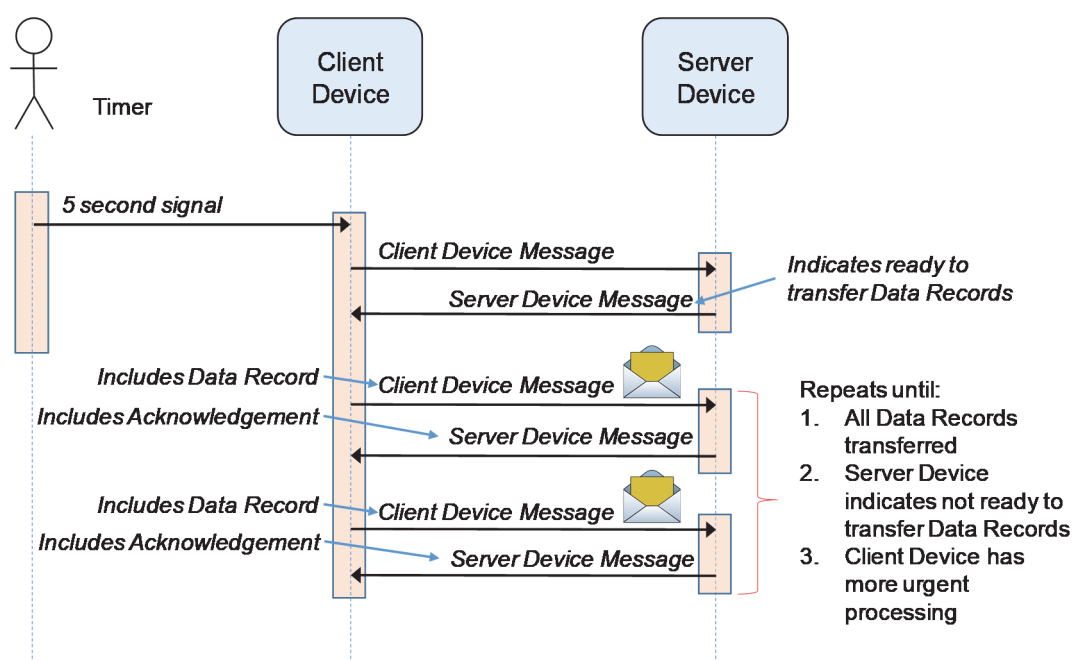 Timer
Client
Device
Server
Device
5 second signal
Client Device Message
Server Device Message
Indicates ready to
transfer Data Records
Includes Data Record
Client Device Message
Includes Acknowledgement
Server Device Message
Includes Data Record
Client Device Message
Includes Acknowledgement
Server Device Message
Repeats until:
1. All Data Records
transferred
2. Server Device
indicates not ready to
transfer Data Records
3. Client Device has
more urgent
processing